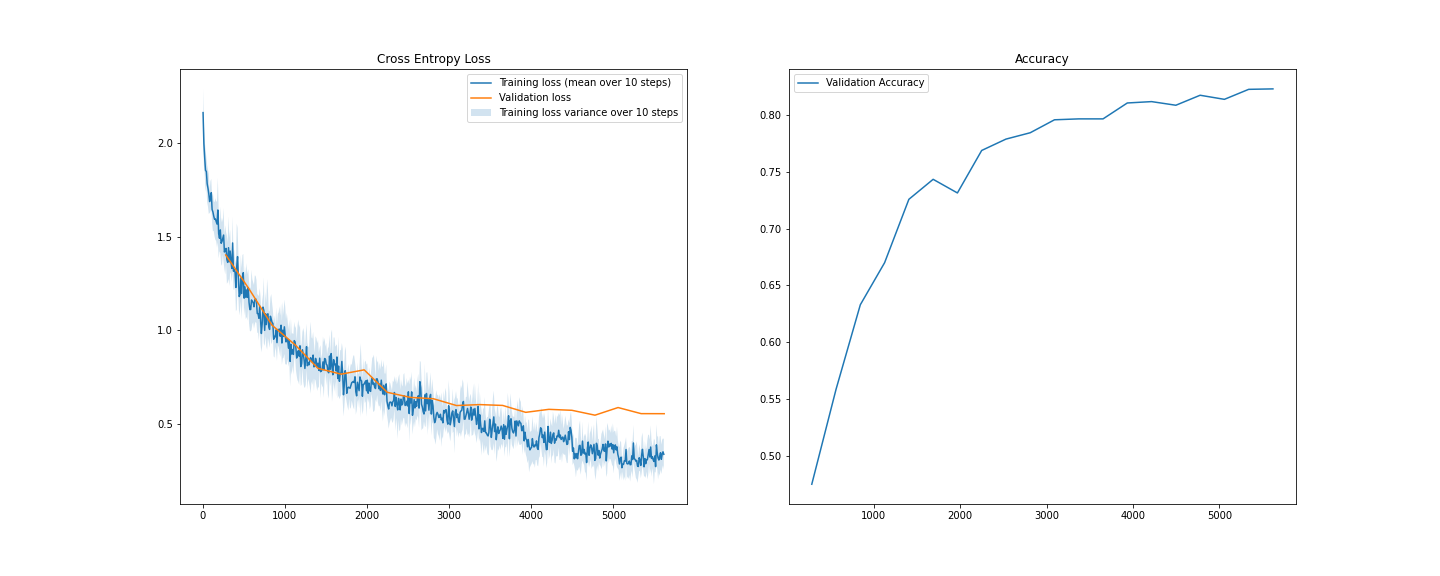 Cross Entropy Loss
Training loss (mean over 10 steps)
Validation loss
Training loss variance over 10 steps
2.0
1.5
1.0
0.5
0 1000 2000 3000 4000 5000
Accuracy
Validation Accuracy
0.80
0.75
0.70
0.65
0.60
0.55
0.50
1000 2000 3000 4000 5000